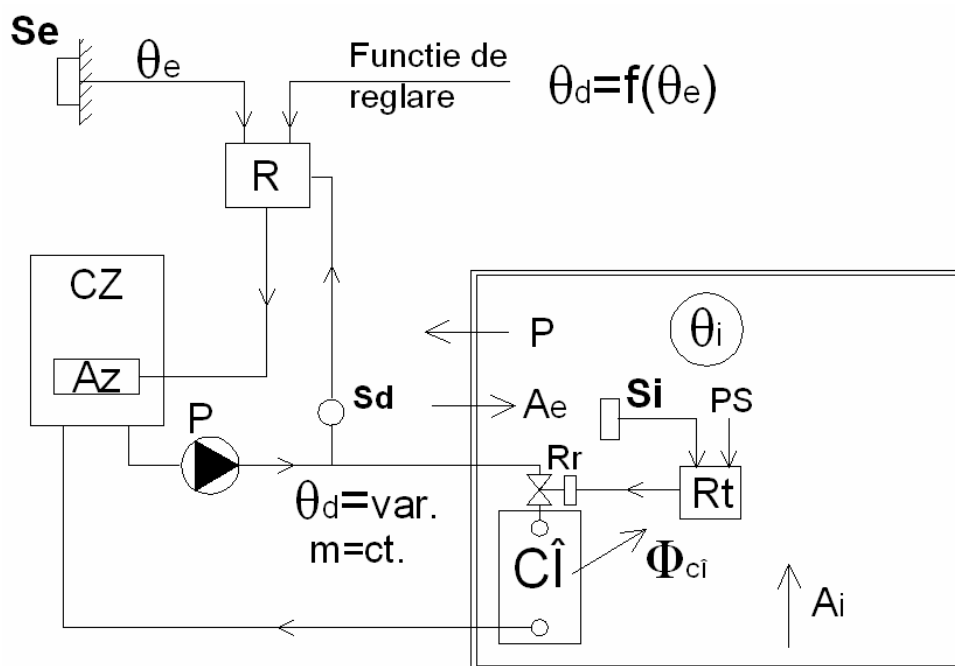 Se
θe
Functie de
reglare
θd=f(θe)
R
CZ
Az
P
Sd
θd=var.
m=ct.
P
Ae
θi
Si
PS
Rr
Rt
CÎ
Φcî
Ai